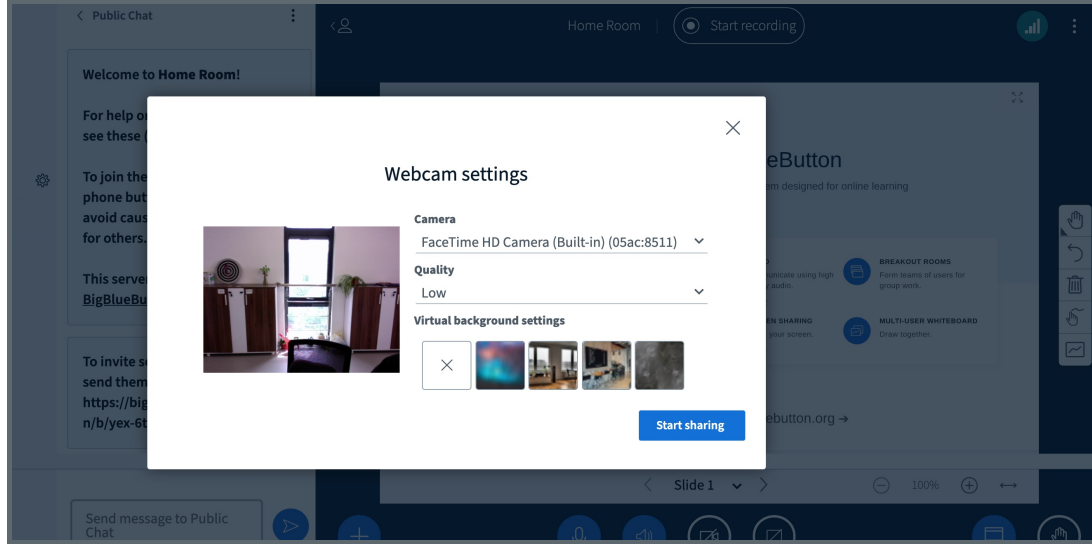 Public Chat
Home Room
Start recording
Welcome to Home Room!
For help o
see these (
To join the
phone but
avoid caus
for others.
This serve
BigBlueBu
To invite s
send them
https://big
n/b/yex-6t
Send message to Public
Chat
Webcam settings
Camera
FaceTime HD Camera (Built-in) (05ac:8511)
Quality
Low
Virtual background settings
Start sharing
eButton
em designed for online learning
municate using high
audio.
BREAKOUT ROOMS
Form teams of users for
group work.
EN SHARING
your screen.
MULTI-USER WHITEBOARD
Draw together.
ebutton.org →
Slide 1
100%